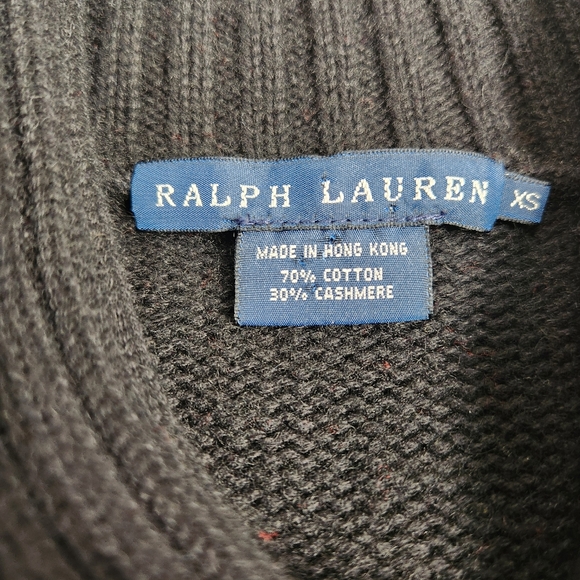 RALPH LAUREN XS
MADE IN HONG KONG
70% COTTON
30% CASHMERE